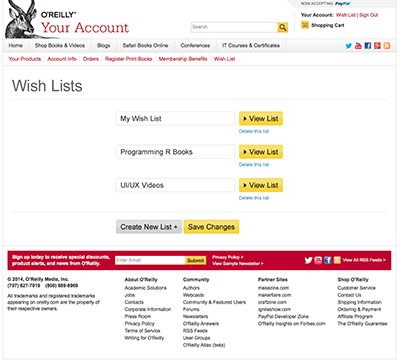 NOW ACCEPTING PayPal
O'REILLY
Your Account
Your Account: Wish List | Sign Out
Shopping Cart
Search
Home Shop Books & Videos Blogs Safari Books Online Conferences IT Courses & Certificates
Your Products Account Info Orders Register Print Books Membership Benefits Wish List
Wish Lists
My Wish List View List
Delete this list
Programming R Books View List
Delete this list
UI/UX Videos View List
Delete this list
Create New List + Save Changes
Sign up today to receive special discounts,
product alerts, and news from O'Reilly.
Enter Email Submit
Privacy Policy >
View Sample Newsletter >
View All RSS Feeds >
© 2014, O'Reilly Media, Inc.
(707) 827-7019 (800) 889-8969
All trademarks and registered trademarks
appearing on oreilly.com are the property of
their respective owners.
About O'Reilly
Academic Solutions
Jobs
Contacts
Corporate Information
Press Room
Privacy Policy
Terms of Service
Writing for O'Reilly
Community
Authors
Webcasts
Community & Featured Users
Forums
Newsletters
O'Reilly Answers
RSS Feeds
User Groups
O'Reilly Atlas (beta)
Partner Sites
makezine.com
makerfaire.com
craftzine.com
igniteshow.com
PayPal Developer Zone
O'Reilly Insights on Forbes.com
Shop O'Reilly
Customer Service
Contact Us
Shipping Information
Ordering & Payment
Affiliate Program
The O'Reilly Guarantee